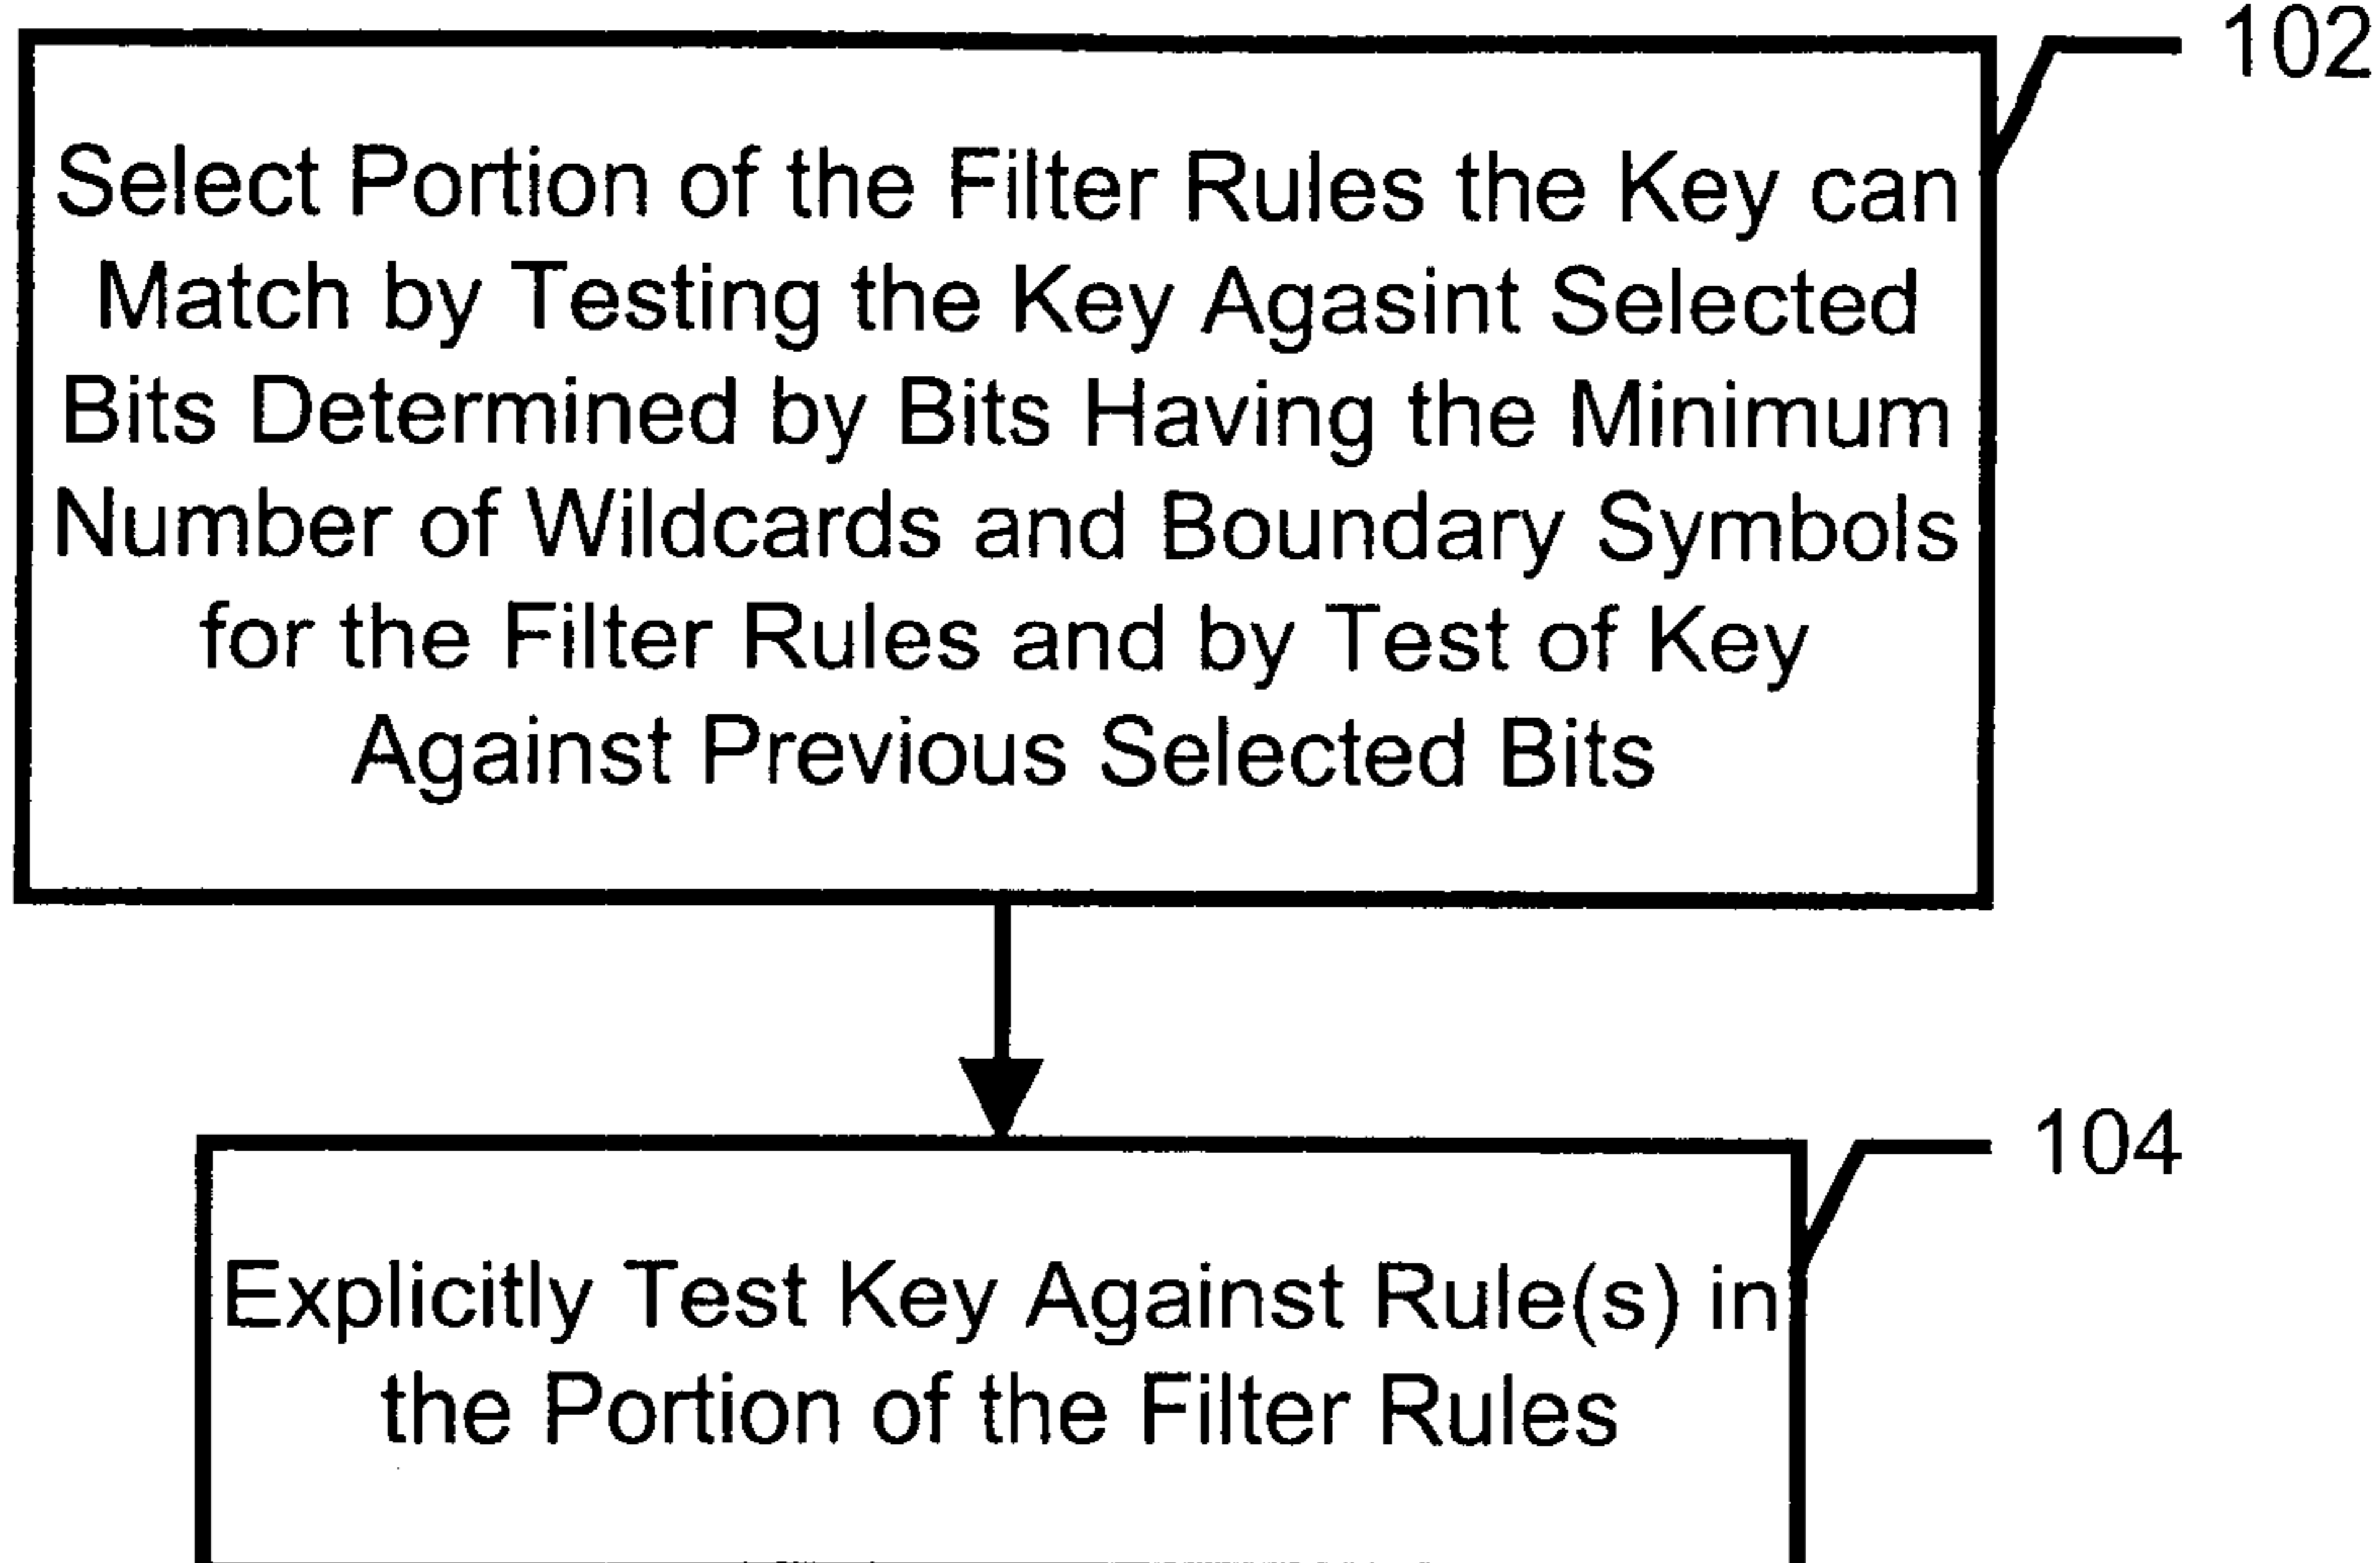 102
Select Portion of the Filter Rules the Key can
Match by Testing the Key Agasint Selected
Bits Determined by Bits Having the Minimum
Number of Wildcards and Boundary Symbols
for the Filter Rules and by Test of Key
Against Previous Selected Bits
104
Explicitly Test Key Against Rule(s) in
the Portion of the Filter Rules